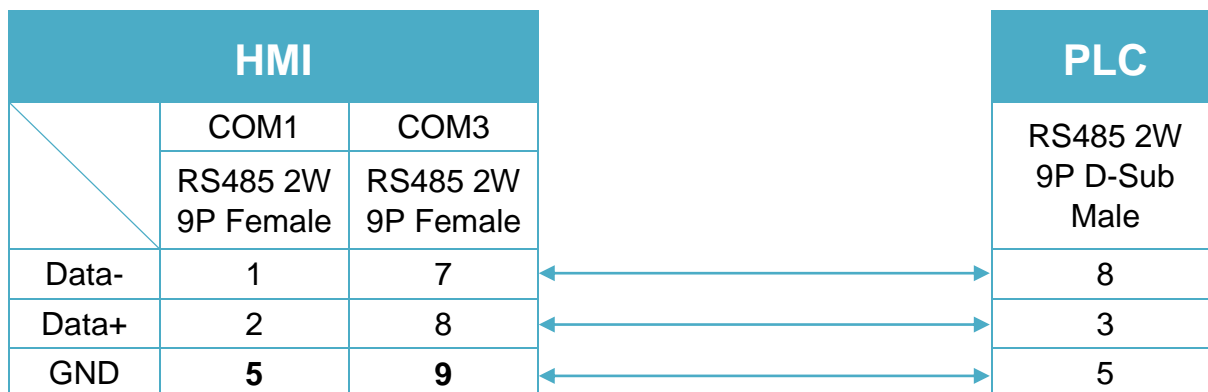 HMI
PLC
COM1 COM3
RS485 2W
9P D-Sub
Male
RS485 2W RS485 2W
9P Female 9P Female
Data- 1 7 8
Data+ 2 8 3
GND 5 9 5